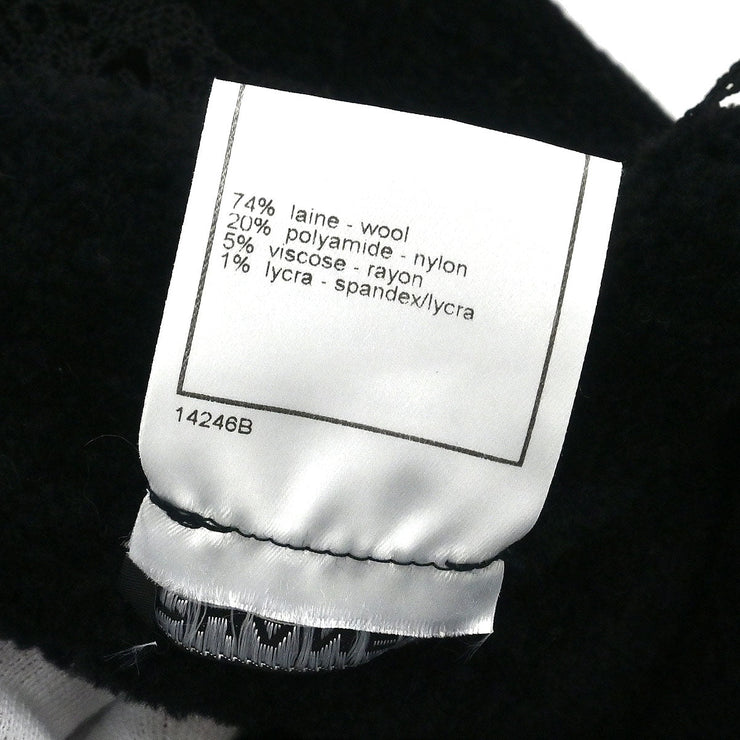 74% laine - wool
20% polyamide - nylon
5% viscose - rayon
1% lycra - spandex/lycra
14246B